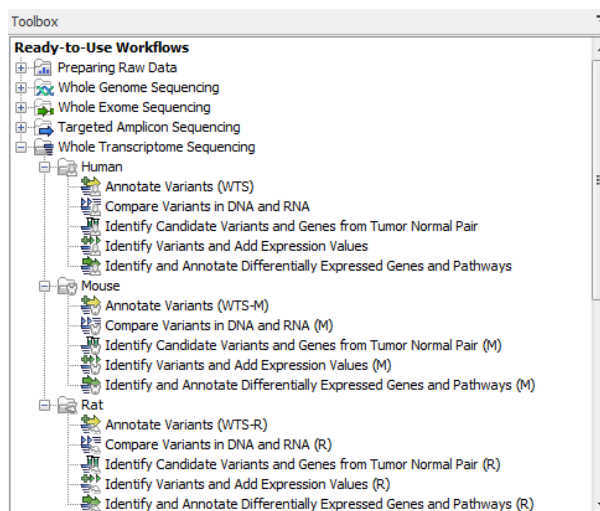 Toolbox
Ready-to-Use Workflows
Preparing Raw Data
Whole Genome Sequencing
Whole Exome Sequencing
Targeted Amplicon Sequencing
Whole Transcriptome Sequencing
Human
Annotate Variants (WTS)
Compare Variants in DNA and RNA
Identify Candidate Variants and Genes from Tumor Normal Pair
Identify Variants and Add Expression Values
Identify and Annotate Differentially Expressed Genes and Pathways
Mouse
Annotate Variants (WTS-M)
Compare Variants in DNA and RNA (M)
Identify Candidate Variants and Genes from Tumor Normal Pair (M)
Identify Variants and Add Expression Values (M)
Identify and Annotate Differentially Expressed Genes and Pathways (M)
Rat
Annotate Variants (WTS-R)
Compare Variants in DNA and RNA (R)
Identify Candidate Variants and Genes from Tumor Normal Pair (R)
Identify Variants and Add Expression Values (R)
Identify and Annotate Differentially Expressed Genes and Pathways (R)